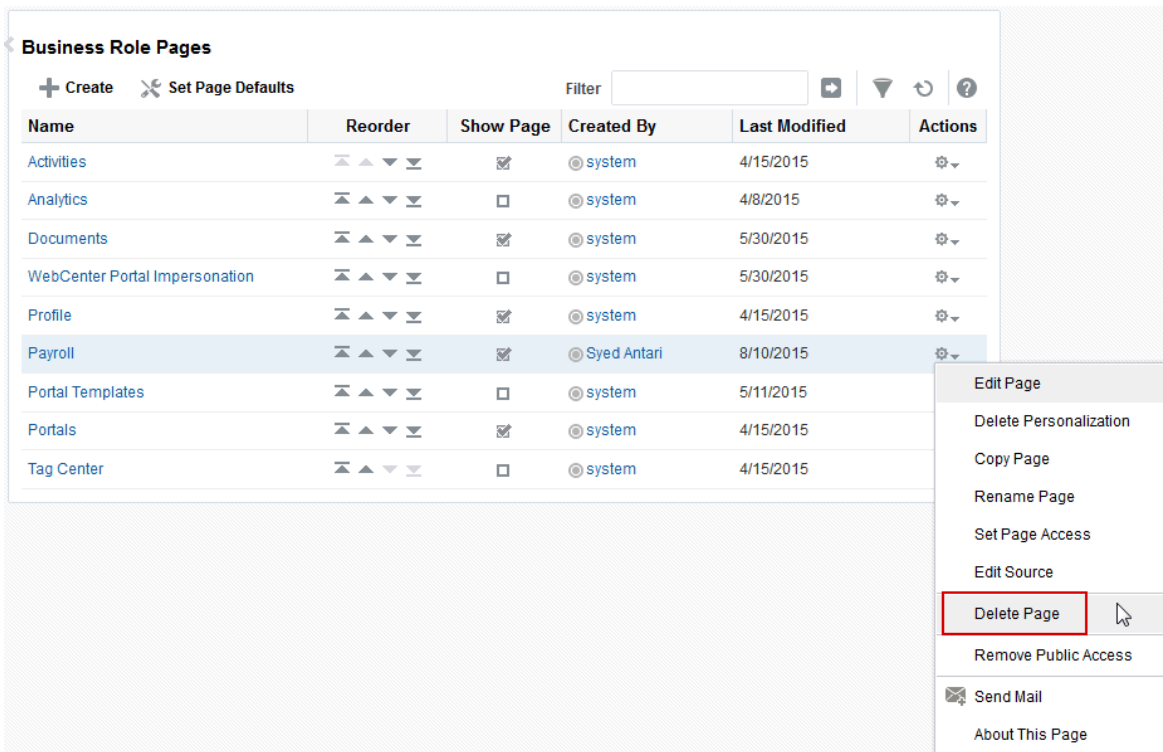 Business Role Pages
Create Set Page Defaults Filter
Name Reorder Show Page Created By Last Modified Actions
Activities system 4/15/2015
Analytics system 4/8/2015
Documents system 5/30/2015
WebCenter Portal Impersonation system 5/30/2015
Profile system 4/15/2015
Payroll Syed Antari 8/10/2015
Portal Templates system 5/11/2015
Portals system 4/15/2015
Tag Center system 4/15/2015
Edit Page
Delete Personalization
Copy Page
Rename Page
Set Page Access
Edit Source
Delete Page
Remove Public Access
Send Mail
About This Page